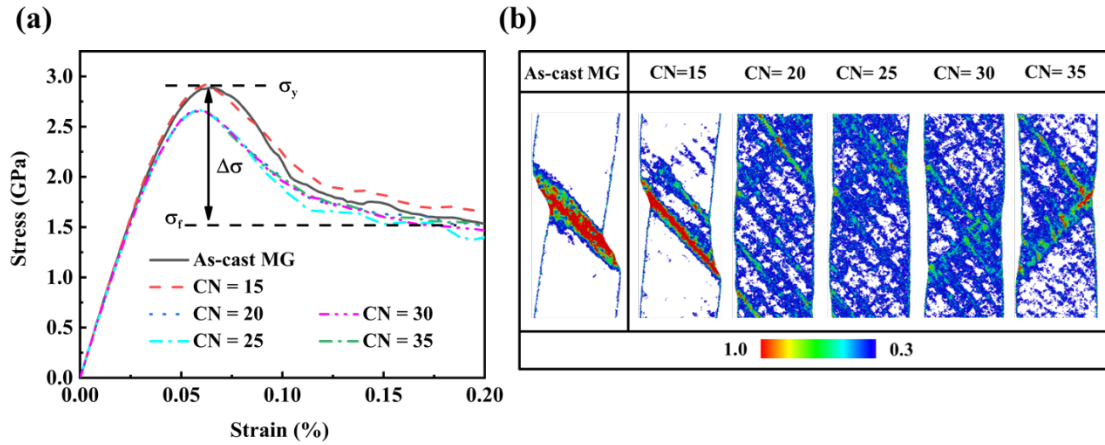 (a)
Stress (GPa)
3.0
2.5
2.0
1.5
1.0
0.5
0.0
0.00
0.05
0.10
0.15
0.20
Strain (%)
σy
Δσ
σf
As-cast MG
CN = 15
CN = 20
CN = 30
CN = 25
CN = 35
(b)
As-cast MG
CN=15
CN= 20
CN= 25
CN= 30
CN= 35
1.0
0.3